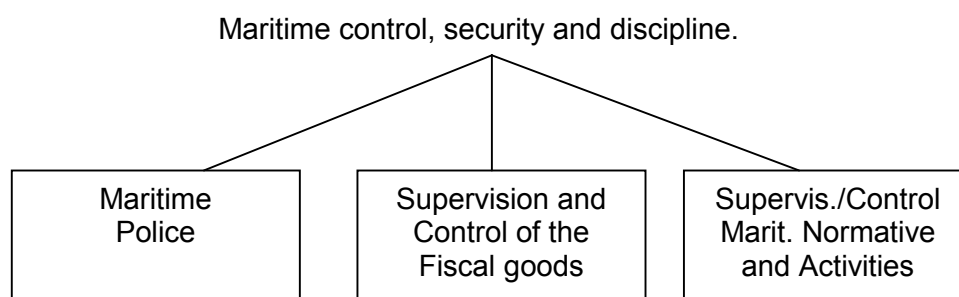 Maritime control, security and discipline.
Maritime
Police
Supervision and
Control of the
Fiscal goods
Supervis./Control
Marit. Normative
and Activities